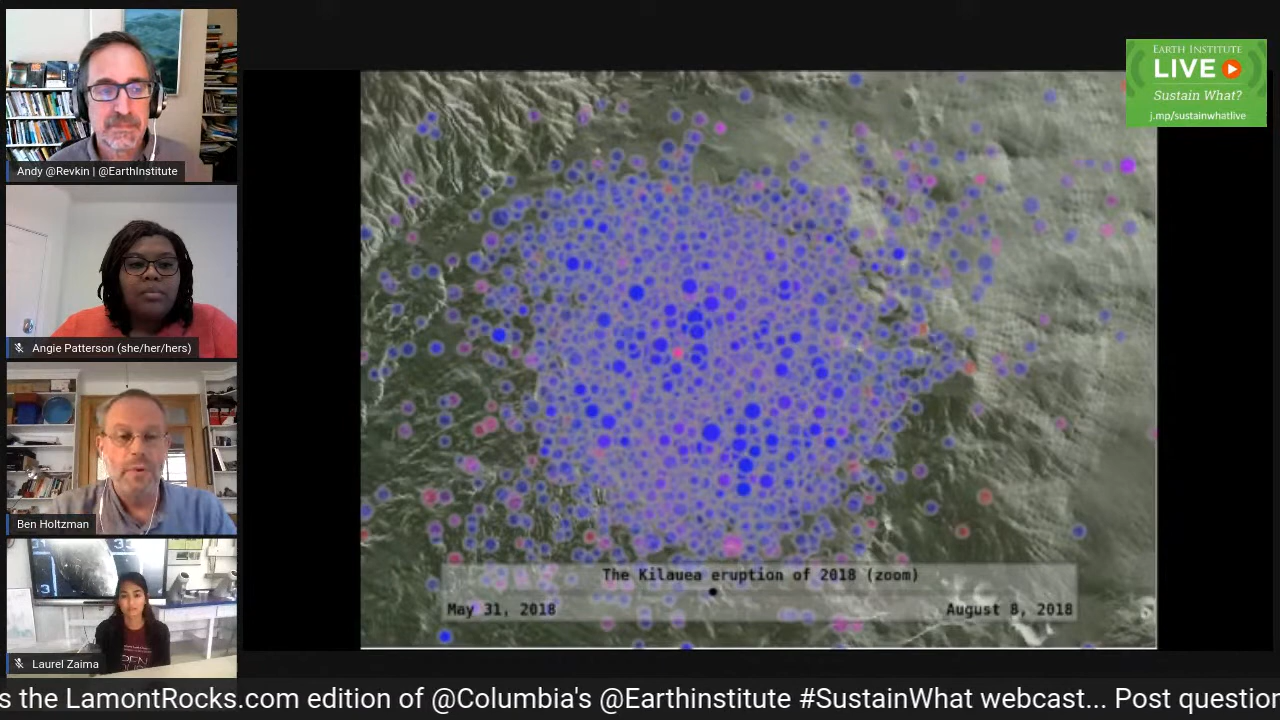 Andy @Revkin | @EarthInstitute
Angie Patterson (she/her/hers)
Ben Holtzman
Laurel Zaima
EARTH INSTITUTE
LIVE
Sustain What?
j.mp/sustainwhatlive
The Kilauea eruption of 2018 (zoom)
May 31, 2018 August 8, 2018
s the LamontRocks.com edition of @Columbia's @Earthinstitute #SustainWhat webcast... Post question